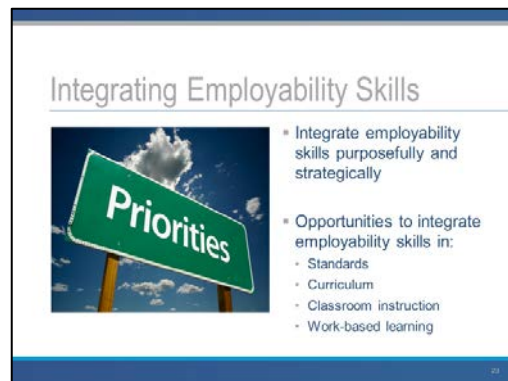 Integrating Employability Skills
Priorities
▪ Integrate employability
skills purposefully and
strategically
▪ Opportunities to integrate
employability skills in:
▪ Standards
▪ Curriculum
▪ Classroom instruction
▪ Work-based learning
23